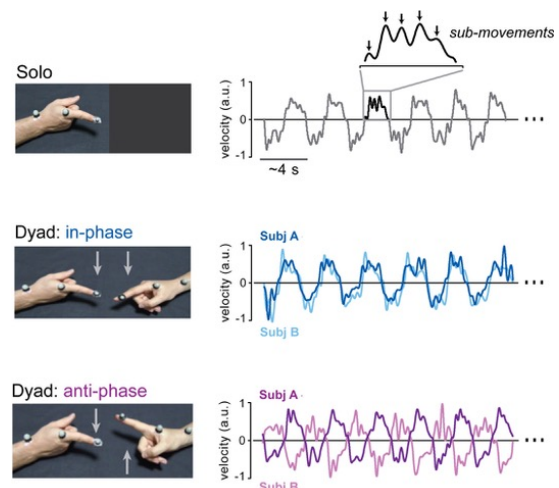 sub-movements
Solo
velocity (a.u.)
1
0
-1
~4 s
Dyad: in-phase
velocity (a.u.)
Subj A
1
0
-1
Subj B
Dyad: anti-phase
velocity (a.u.)
Subj A
1
0
-1
Subj B